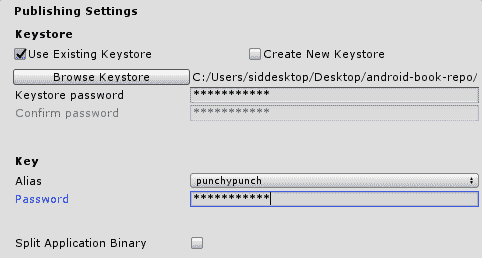 Publishing Settings
Keystore
Use Existing Keystore Create New Keystore
Browse Keystore C:/Users/siddesktop/Desktop/android-book-repo/
Keystore password ***********
Confirm password ***********
Key
Alias punchypunch
Password ***********
Split Application Binary